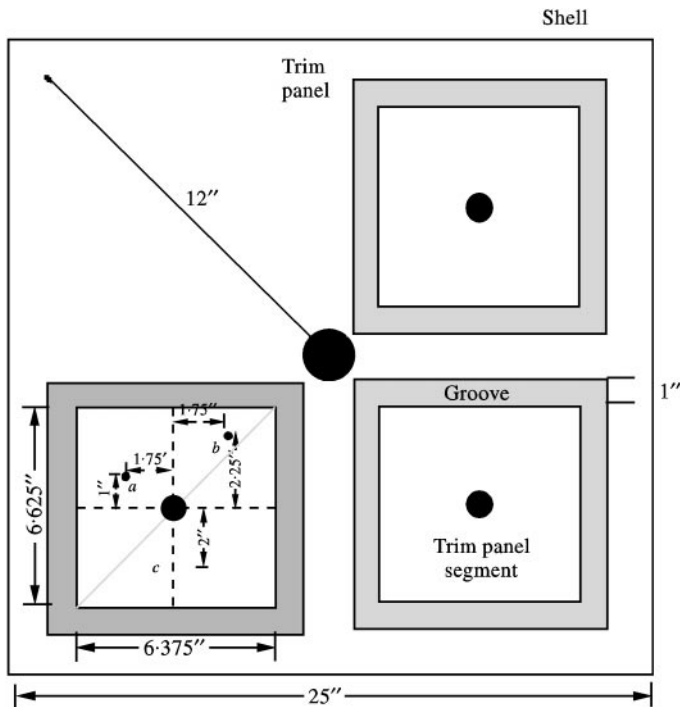 Shell
Trim
panel
12″
Groove
1″
1·75″
b
1·75′
a
2·25″
1″
6·625″
2″
c
Trim panel
segment
6·375″
25″